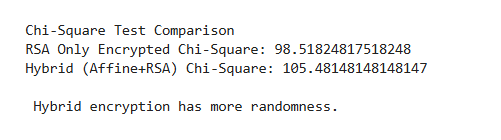 Chi-Square Test Comparison
RSA Only Encrypted Chi-Square: 98.51824817518248
Hybrid (Affine+RSA) Chi-Square: 105.48148148148147
Hybrid encryption has more randomness.